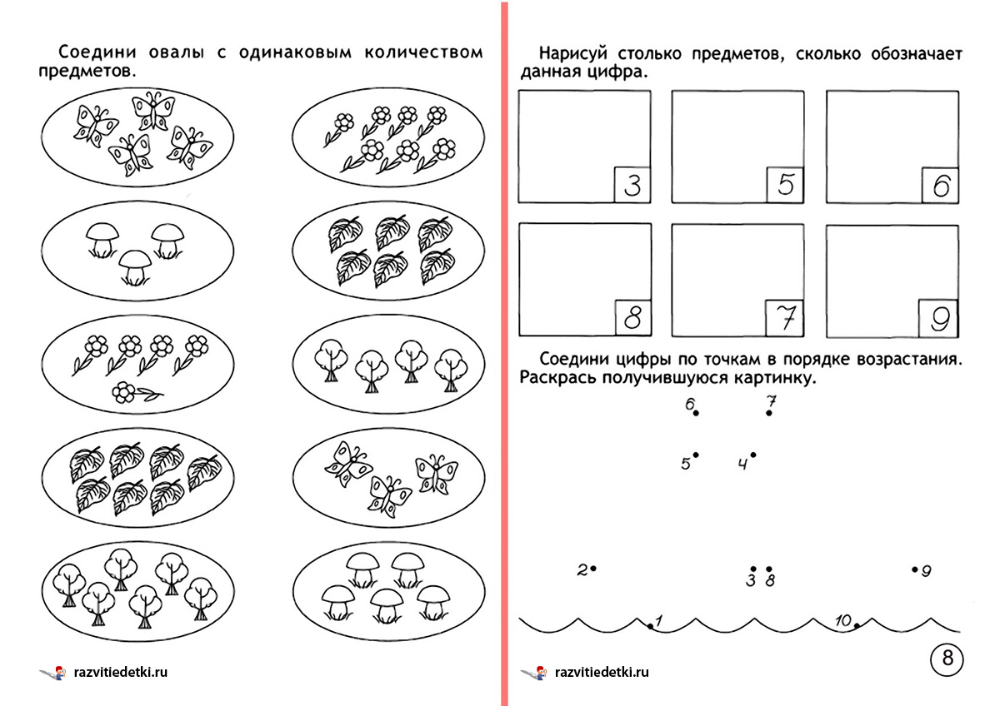 Соедини овалы с одинаковым количеством
предметов.
razvitiedetki.ru
Нарисуй столько предметов, сколько обозначает
данная цифра.
3 5 6
8 7 9
Соедини цифры по точкам в порядке возрастания.
Раскрась получившуюся картинку.
6 7
5 4
2 3 8 9
1 10
8
razvitiedetki.ru